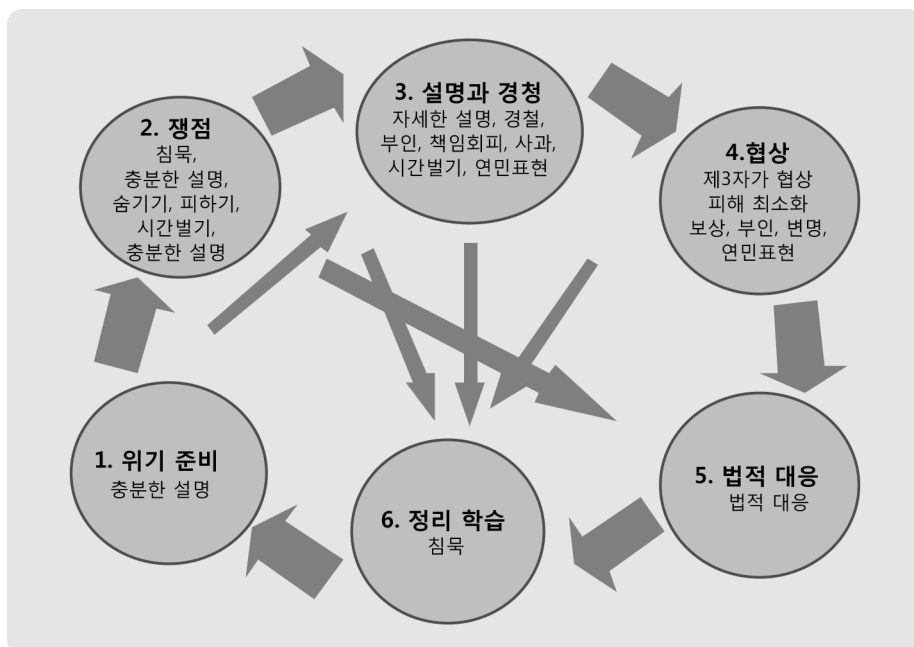 1. 위기 준비
충분한 설명
2. 쟁점
침묵,
충분한 설명,
숨기기, 피하기,
시간벌기,
충분한 설명
3. 설명과 경청
자세한 설명, 경철,
부인, 책임회피, 사과,
시간벌기, 연민표현
4.협상
제3자가 협상
피해 최소화
보상, 부인, 변명,
연민표현
5. 법적 대응
법적 대응
6. 정리 학습
침묵